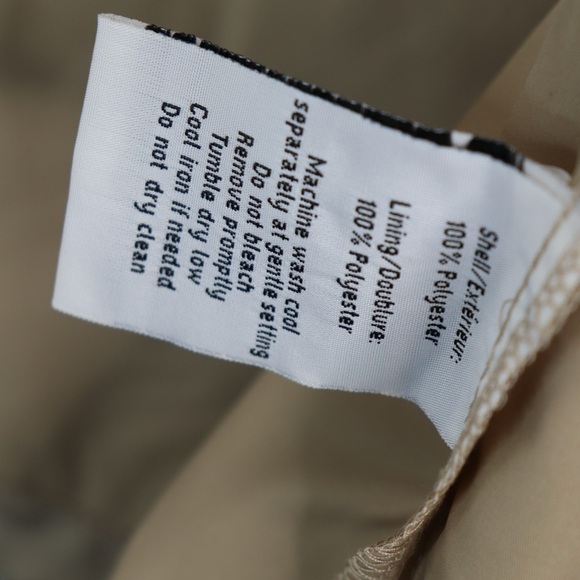 Shell/Extérieur:
100% Polyester
Lining/Doublure:
100% Polyester
Machine wash cool
separately at gentle setting
Do not bleach
Remove promptly
Tumble dry low
Cool iron if needed
Do not dry clean